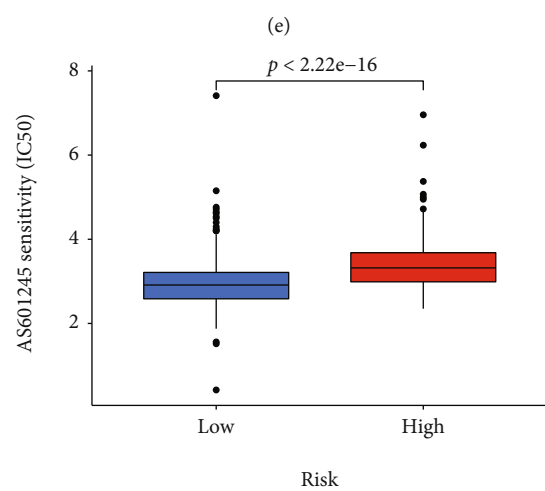 (e)
p < 2.22e−16
AS601245 sensitivity (IC50)
8
6
4
2
Low
High
Risk